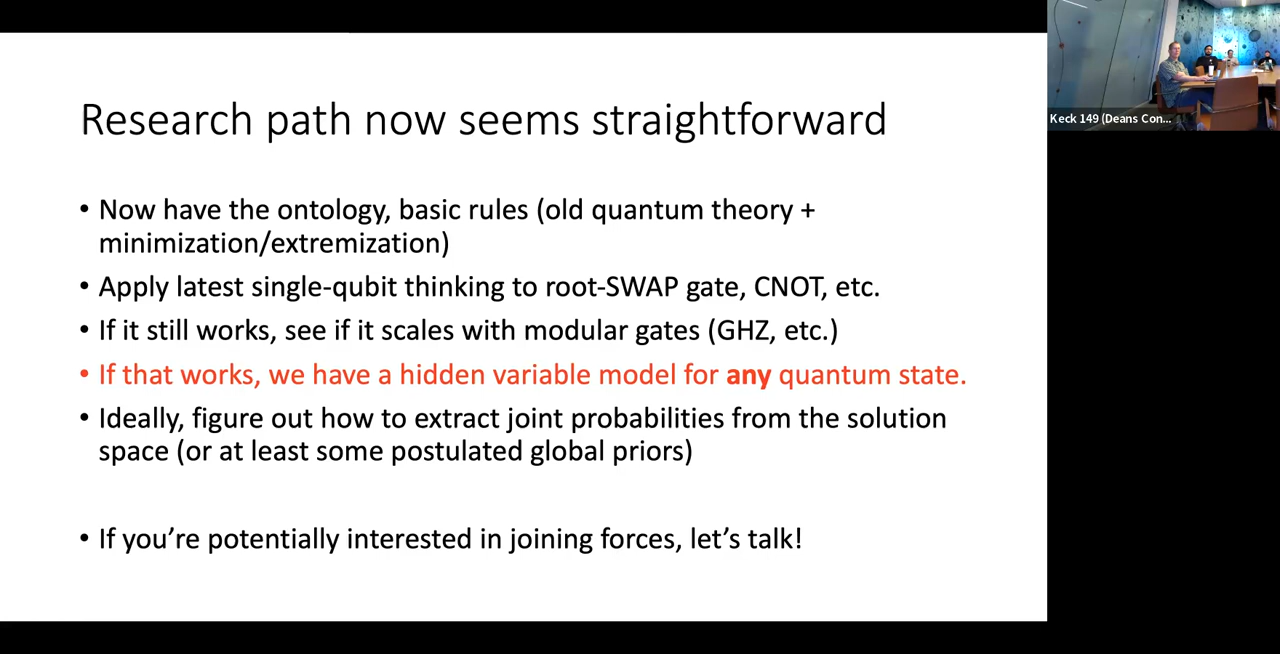 Research path now seems straightforward
• Now have the ontology, basic rules (old quantum theory +
minimization/extremization)
• Apply latest single-qubit thinking to root-SWAP gate, CNOT, etc.
• If it still works, see if it scales with modular gates (GHZ, etc.)
• If that works, we have a hidden variable model for any quantum state.
• Ideally, figure out how to extract joint probabilities from the solution
space (or at least some postulated global priors)
• If you’re potentially interested in joining forces, let’s talk!
Keck 149 (Deans Con...